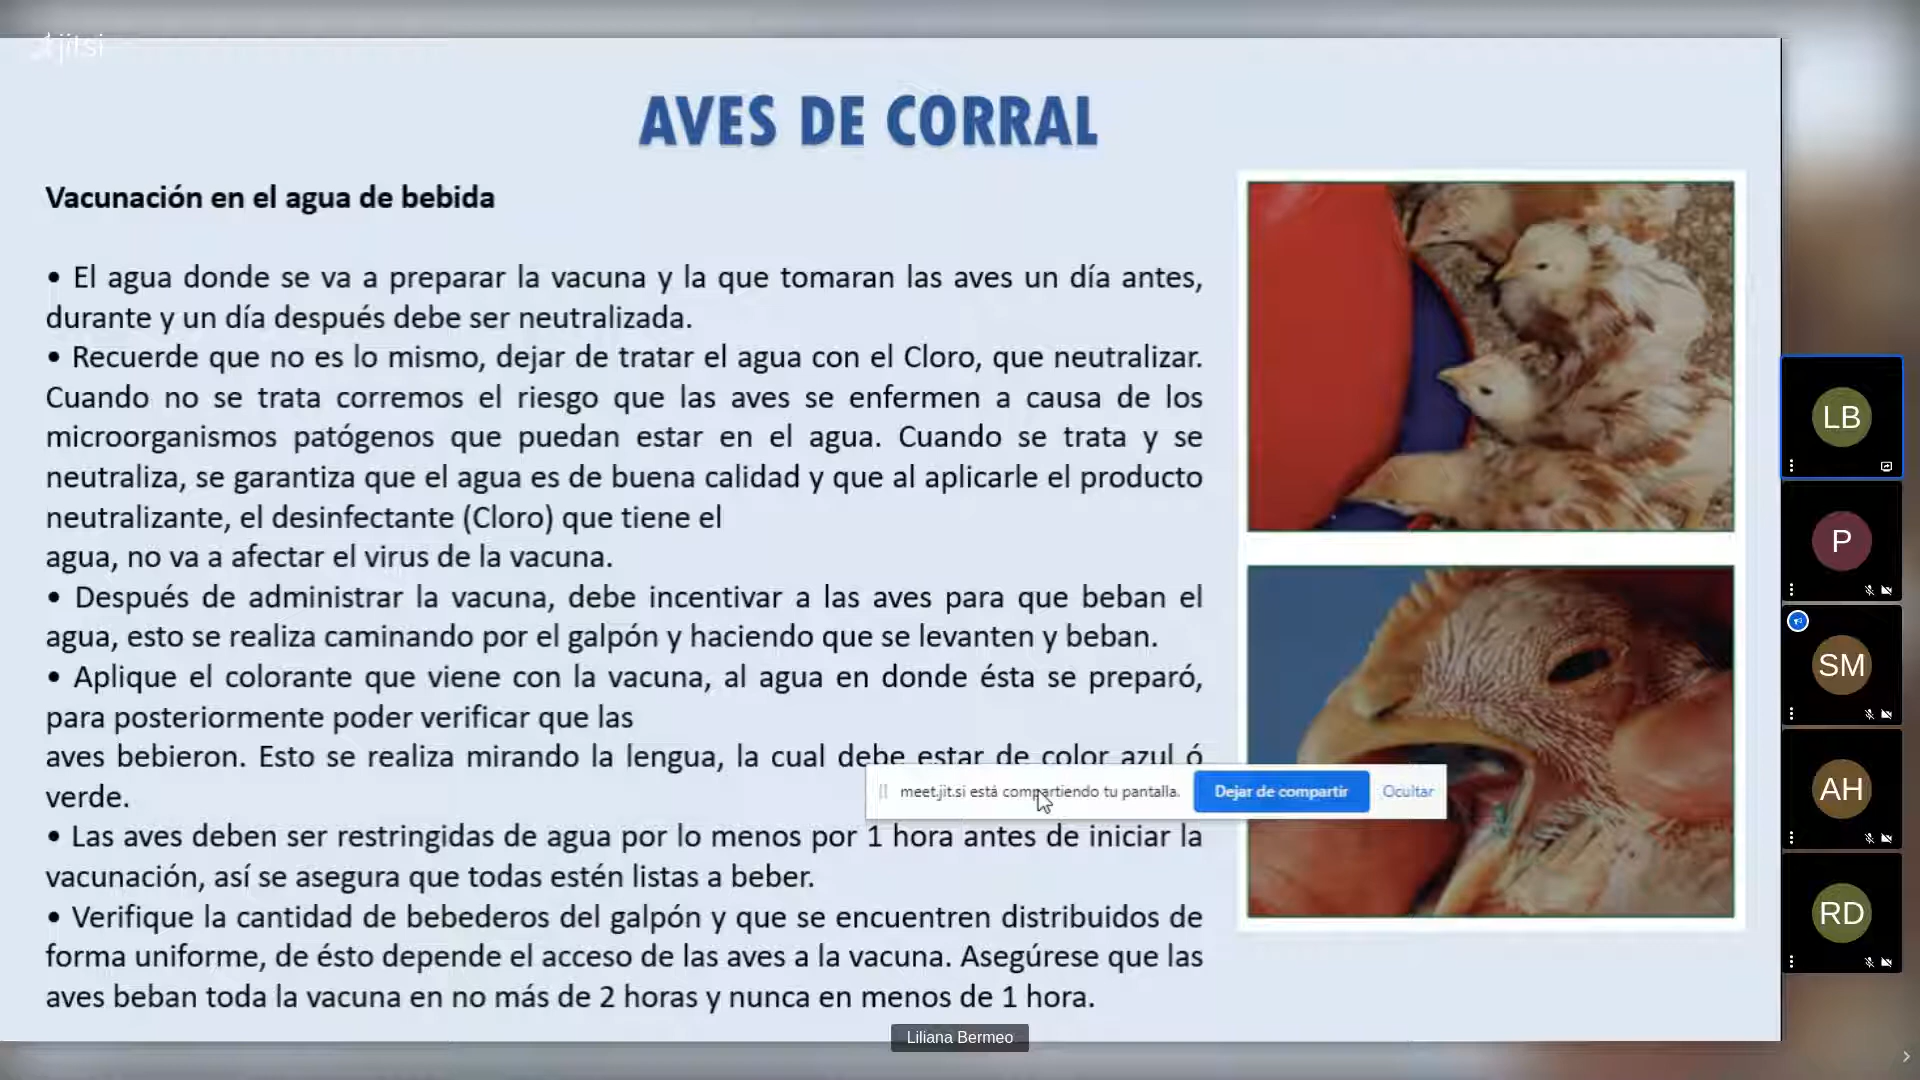 jit.si
AVES DE CORRAL
Vacunación en el agua de bebida
• El agua donde se va a preparar la vacuna y la que tomaran las aves un día antes,
durante y un día después debe ser neutralizada.
• Recuerde que no es lo mismo, dejar de tratar el agua con el Cloro, que neutralizar.
Cuando no se trata corremos el riesgo que las aves se enfermen a causa de los
microorganismos patógenos que puedan estar en el agua. Cuando se trata y se
neutraliza, se garantiza que el agua es de buena calidad y que al aplicarle el producto
neutralizante, el desinfectante (Cloro) que tiene el
agua, no va a afectar el virus de la vacuna.
• Después de administrar la vacuna, debe incentivar a las aves para que beban el
agua, esto se realiza caminando por el galpón y haciendo que se levanten y beban.
• Aplique el colorante que viene con la vacuna, al agua en donde ésta se preparó,
para posteriormente poder verificar que las
aves bebieron. Esto se realiza mirando la lengua, la cual debe estar de color azul ó
verde.
meet.jit.si está compartiendo tu pantalla. Dejar de compartir Ocultar
• Las aves deben ser restringidas de agua por lo menos por 1 hora antes de iniciar la
vacunación, así se asegura que todas estén listas a beber.
• Verifique la cantidad de bebederos del galpón y que se encuentren distribuidos de
forma uniforme, de ésto depende el acceso de las aves a la vacuna. Asegúrese que las
aves beban toda la vacuna en no más de 2 horas y nunca en menos de 1 hora.
Liliana Bermeo
LB
P
SM
AH
RD